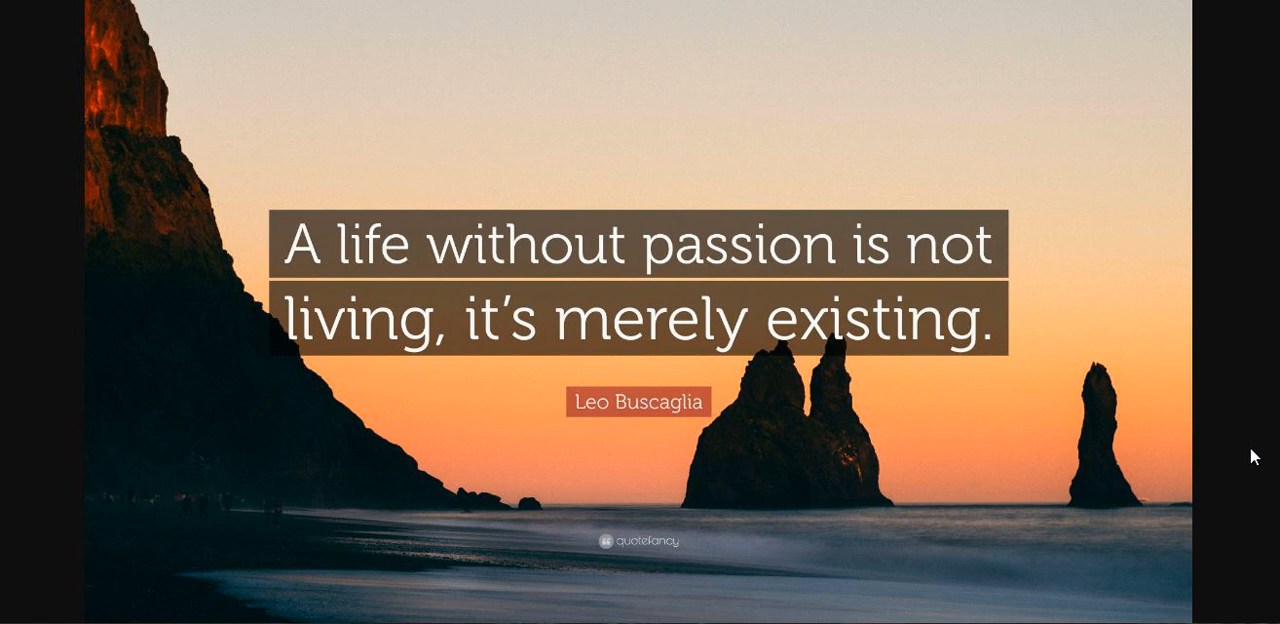 A life without passion is not
living, it’s merely existing.
Leo Buscaglia
quotefancy